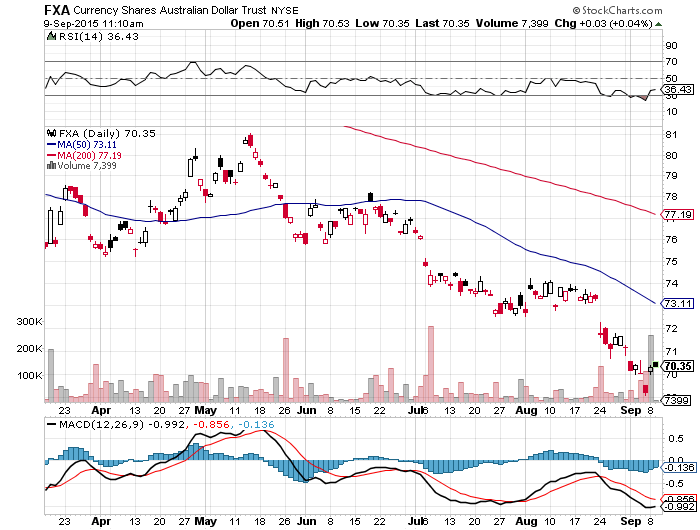 FXA Currency Shares Australian Dollar Trust NYSE © StockCharts.com
9-Sep-2015 11:10am Open 70.51 High 70.53 Low 70.35 Last 70.35 Volume 7,399 Chg +0.03 (+0.04%)
RSI(14) 36.43
90
70
50
36.43
30
10
FXA (Daily) 70.35
MA(50) 73.11
MA(200) 77.19
Volume 7,399
81
80
79
78
77.19
76
75
74
73.11
72
71
70.35
70
7399
300K
200K
100K
23 Apr 6 13 20 27 May 11 18 26 Jun 8 15 22 Jul 6 13 20 27 Aug 10 17 24 Sep 8
MACD(12,26,9) -0.992, -0.856, -0.136
0.5
0.0
-0.136
-0.5
-0.856
-0.992
23 Apr 6 13 20 27 May 11 18 26 Jun 8 15 22 Jul 6 13 20 27 Aug 10 17 24 Sep 8